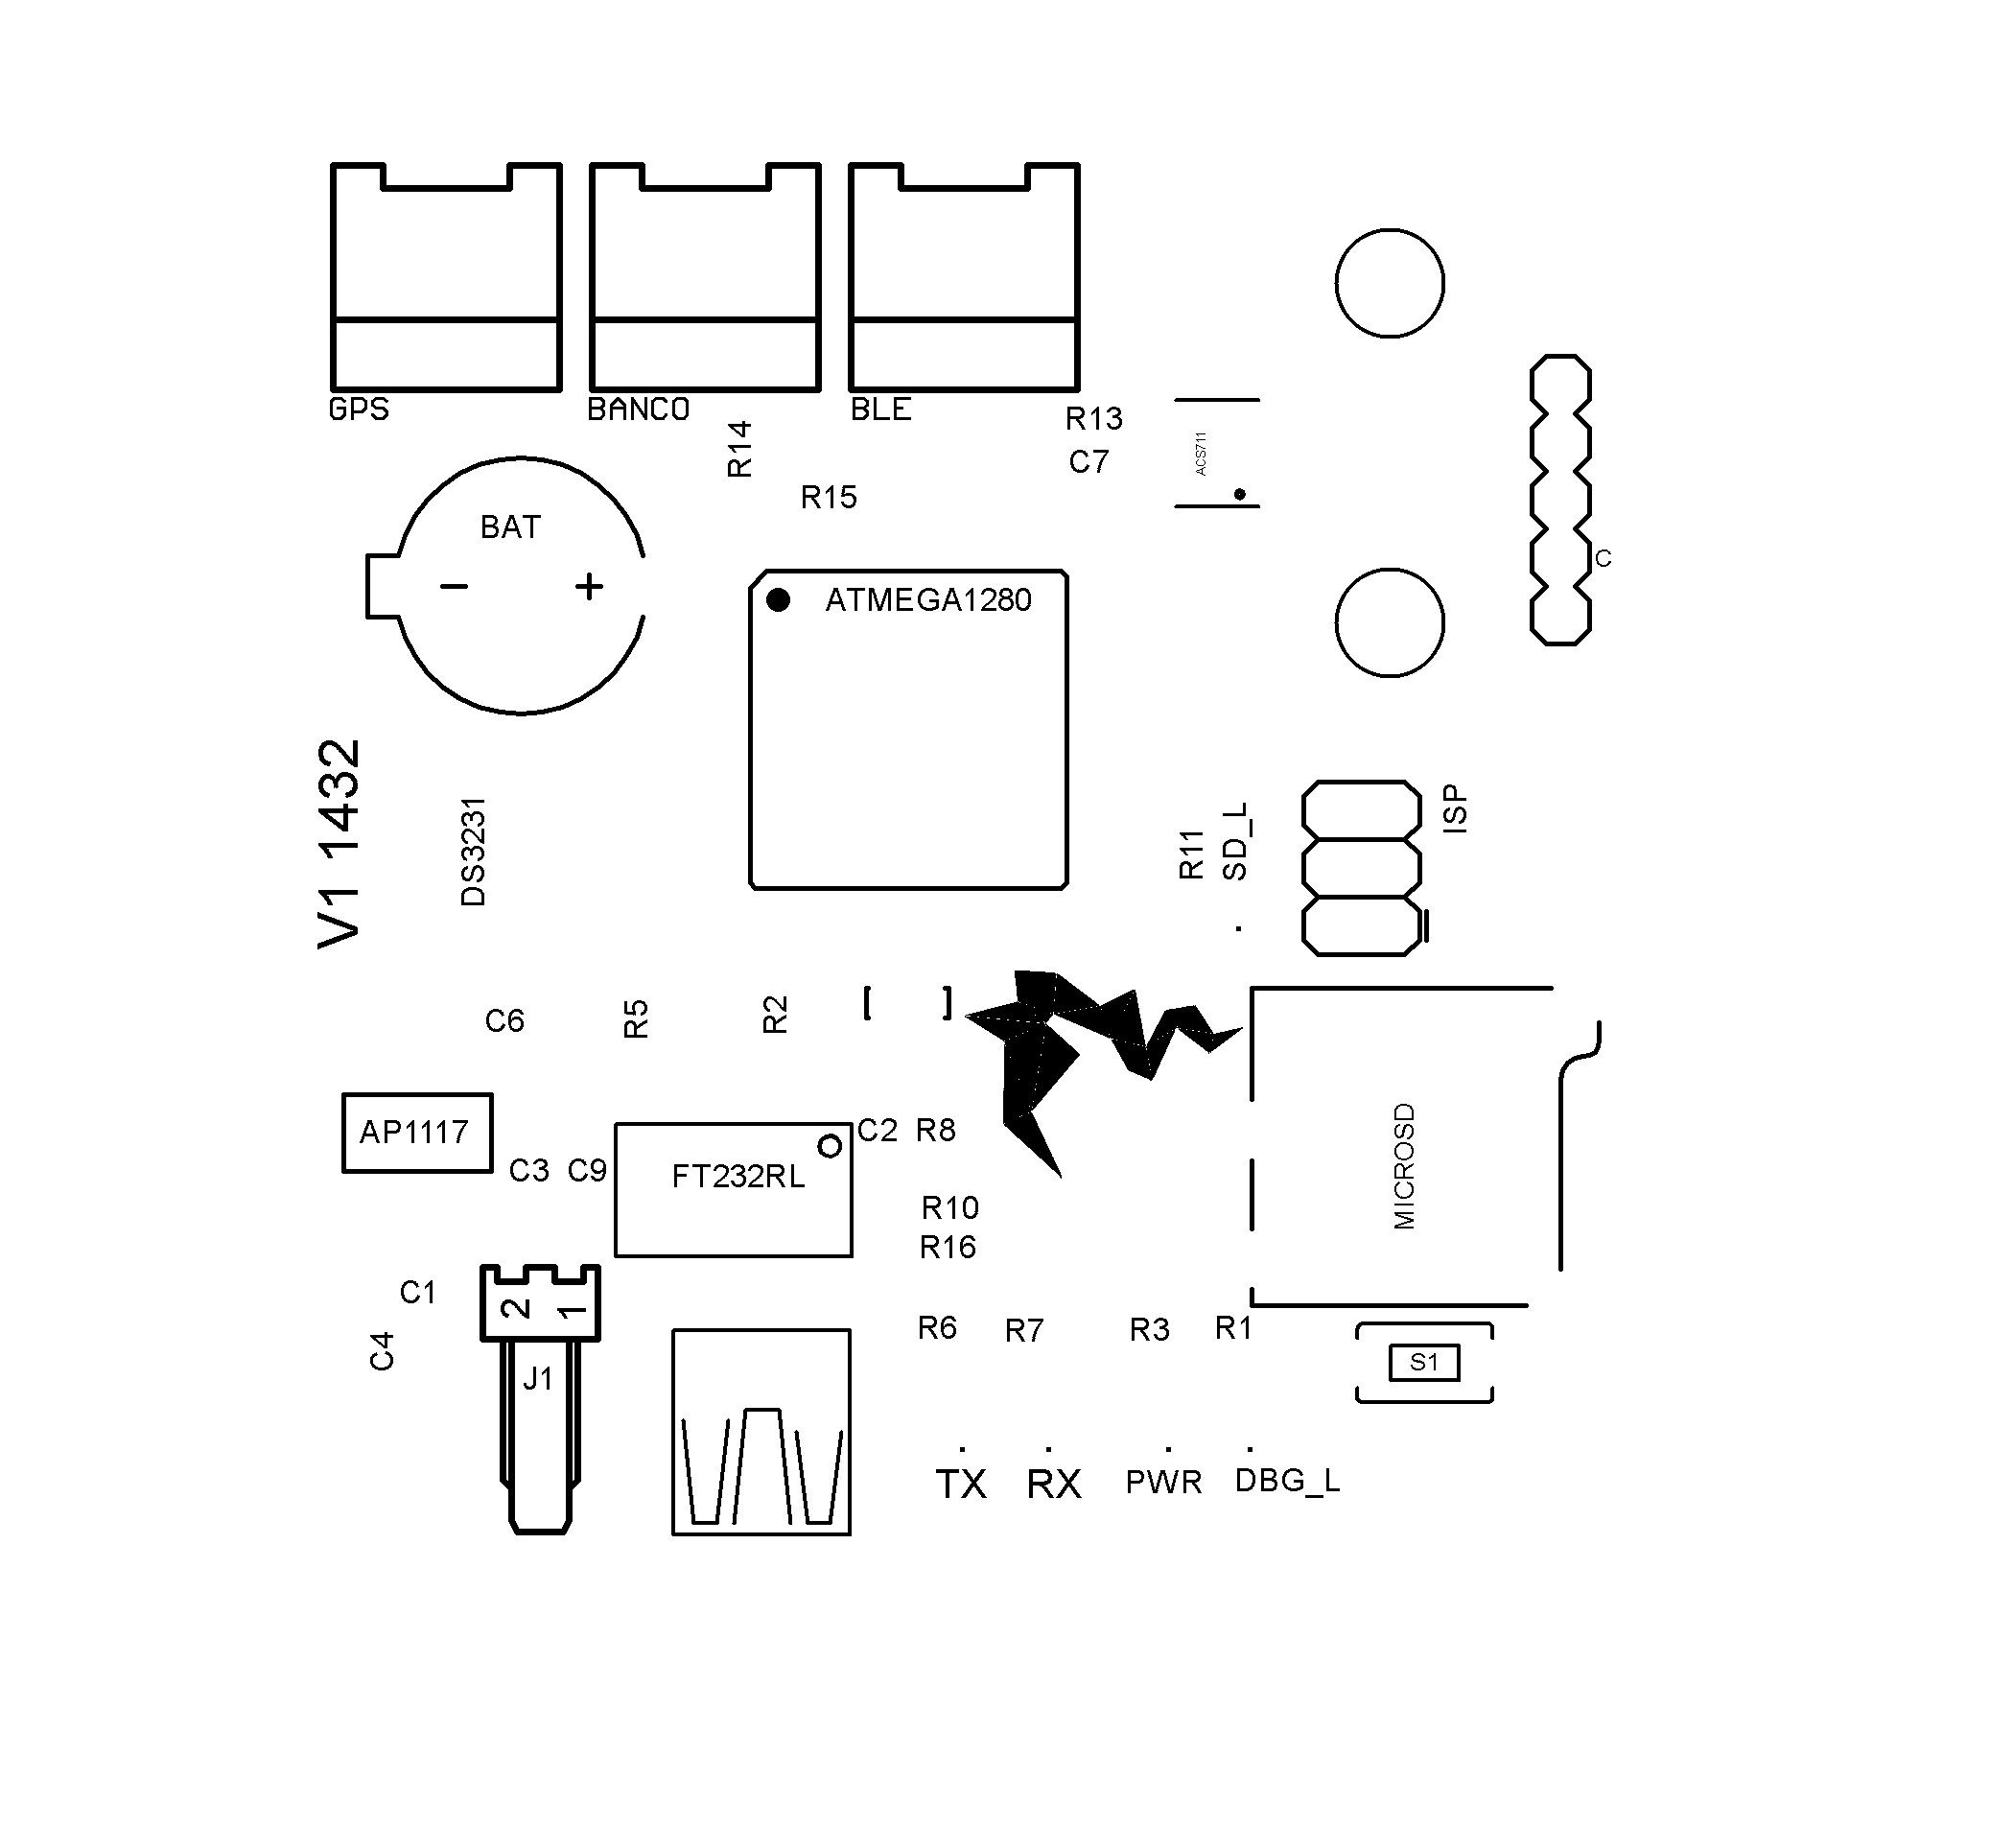 GPS
BANCO
BLE
R13
R14
C7
ACS711
R15
BAT
- +
C
ATMEGA1280
V1 1432
DS3231
R11
SD_L
ISP
C6
R5
R2
[ ]
AP1117
C3
C9
FT232RL
C2
R8
MICROSD
R10
R16
C1
2 1
C4
J1
R6
R7
R3
R1
S1
TX
RX
PWR
DBG_L